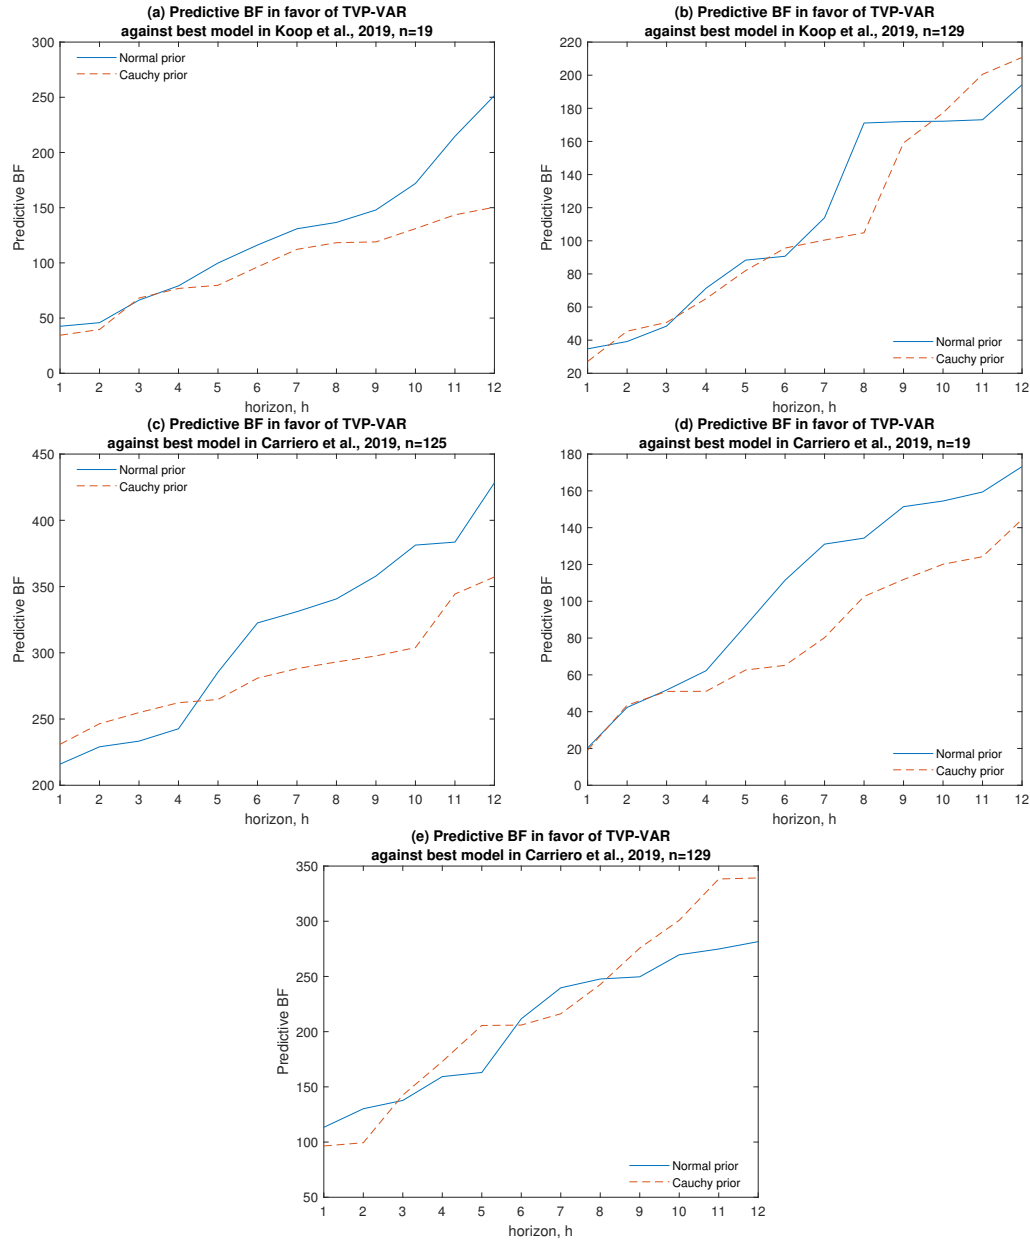 (a) Predictive BF in favor of TVP-VAR
against best model in Koop et al., 2019, n=19
300
250
200
150
100
50
0
Predictive BF
Normal prior
Cauchy prior
1 2 3 4 5 6 7 8 9 10 11 12
horizon, h
(b) Predictive BF in favor of TVP-VAR
against best model in Koop et al., 2019, n=129
220
200
180
160
140
120
100
80
60
40
20
Predictive BF
Normal prior
Cauchy prior
1 2 3 4 5 6 7 8 9 10 11 12
horizon, h
(c) Predictive BF in favor of TVP-VAR
against best model in Carriero et al., 2019, n=125
450
400
350
300
250
200
Predictive BF
Normal prior
Cauchy prior
1 2 3 4 5 6 7 8 9 10 11 12
horizon, h
(d) Predictive BF in favor of TVP-VAR
against best model in Carriero et al., 2019, n=19
180
160
140
120
100
80
60
40
20
0
Predictive BF
Normal prior
Cauchy prior
1 2 3 4 5 6 7 8 9 10 11 12
horizon, h
(e) Predictive BF in favor of TVP-VAR
against best model in Carriero et al., 2019, n=129
350
300
250
200
150
100
50
Predictive BF
Normal prior
Cauchy prior
1 2 3 4 5 6 7 8 9 10 11 12
horizon, h